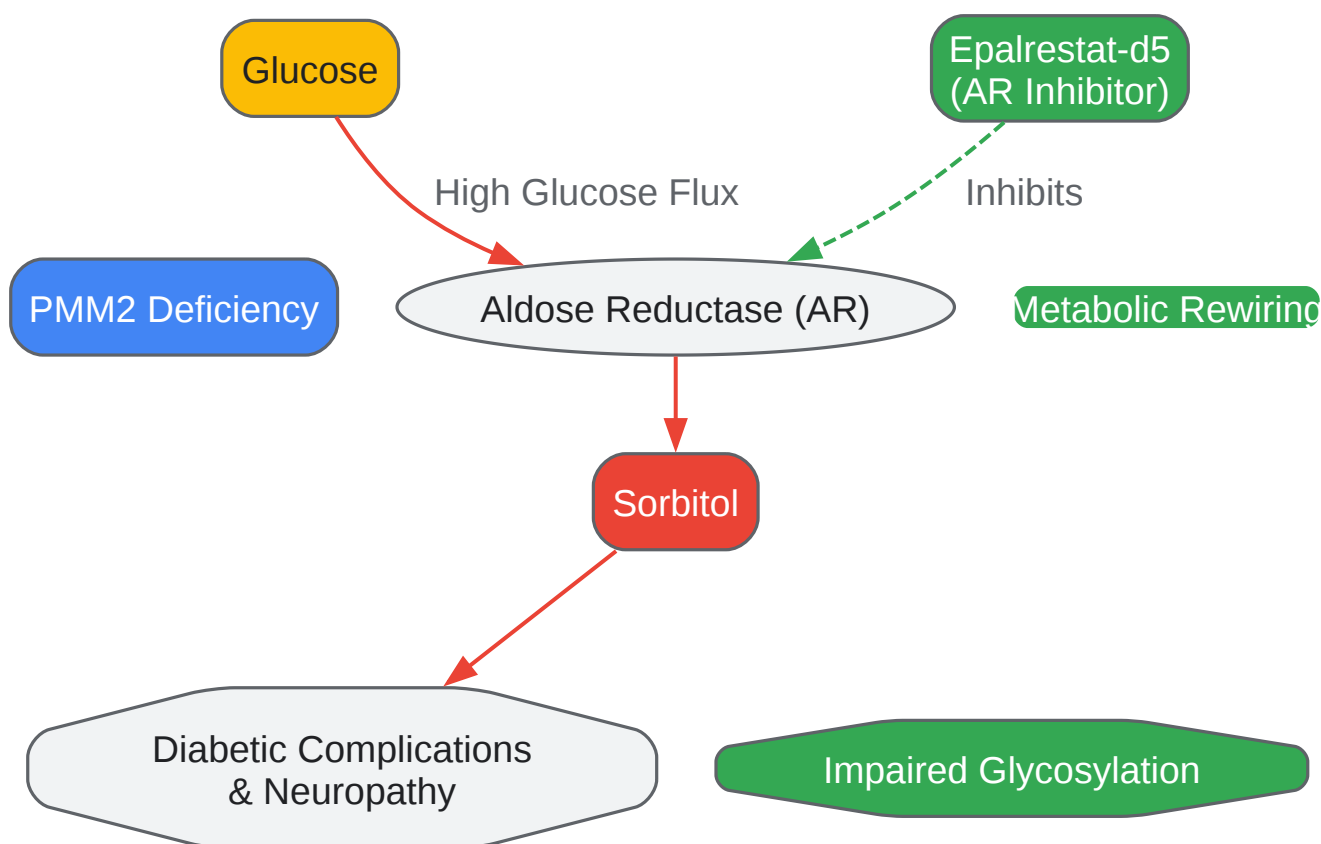 Glucose
Epalrestat-d5
(AR Inhibitor)
High Glucose Flux
Inhibits
PMM2 Deficiency
Aldose Reductase (AR)
Metabolic Rewiring
Sorbitol
Diabetic Complications
& Neuropathy
Impaired Glycosylation